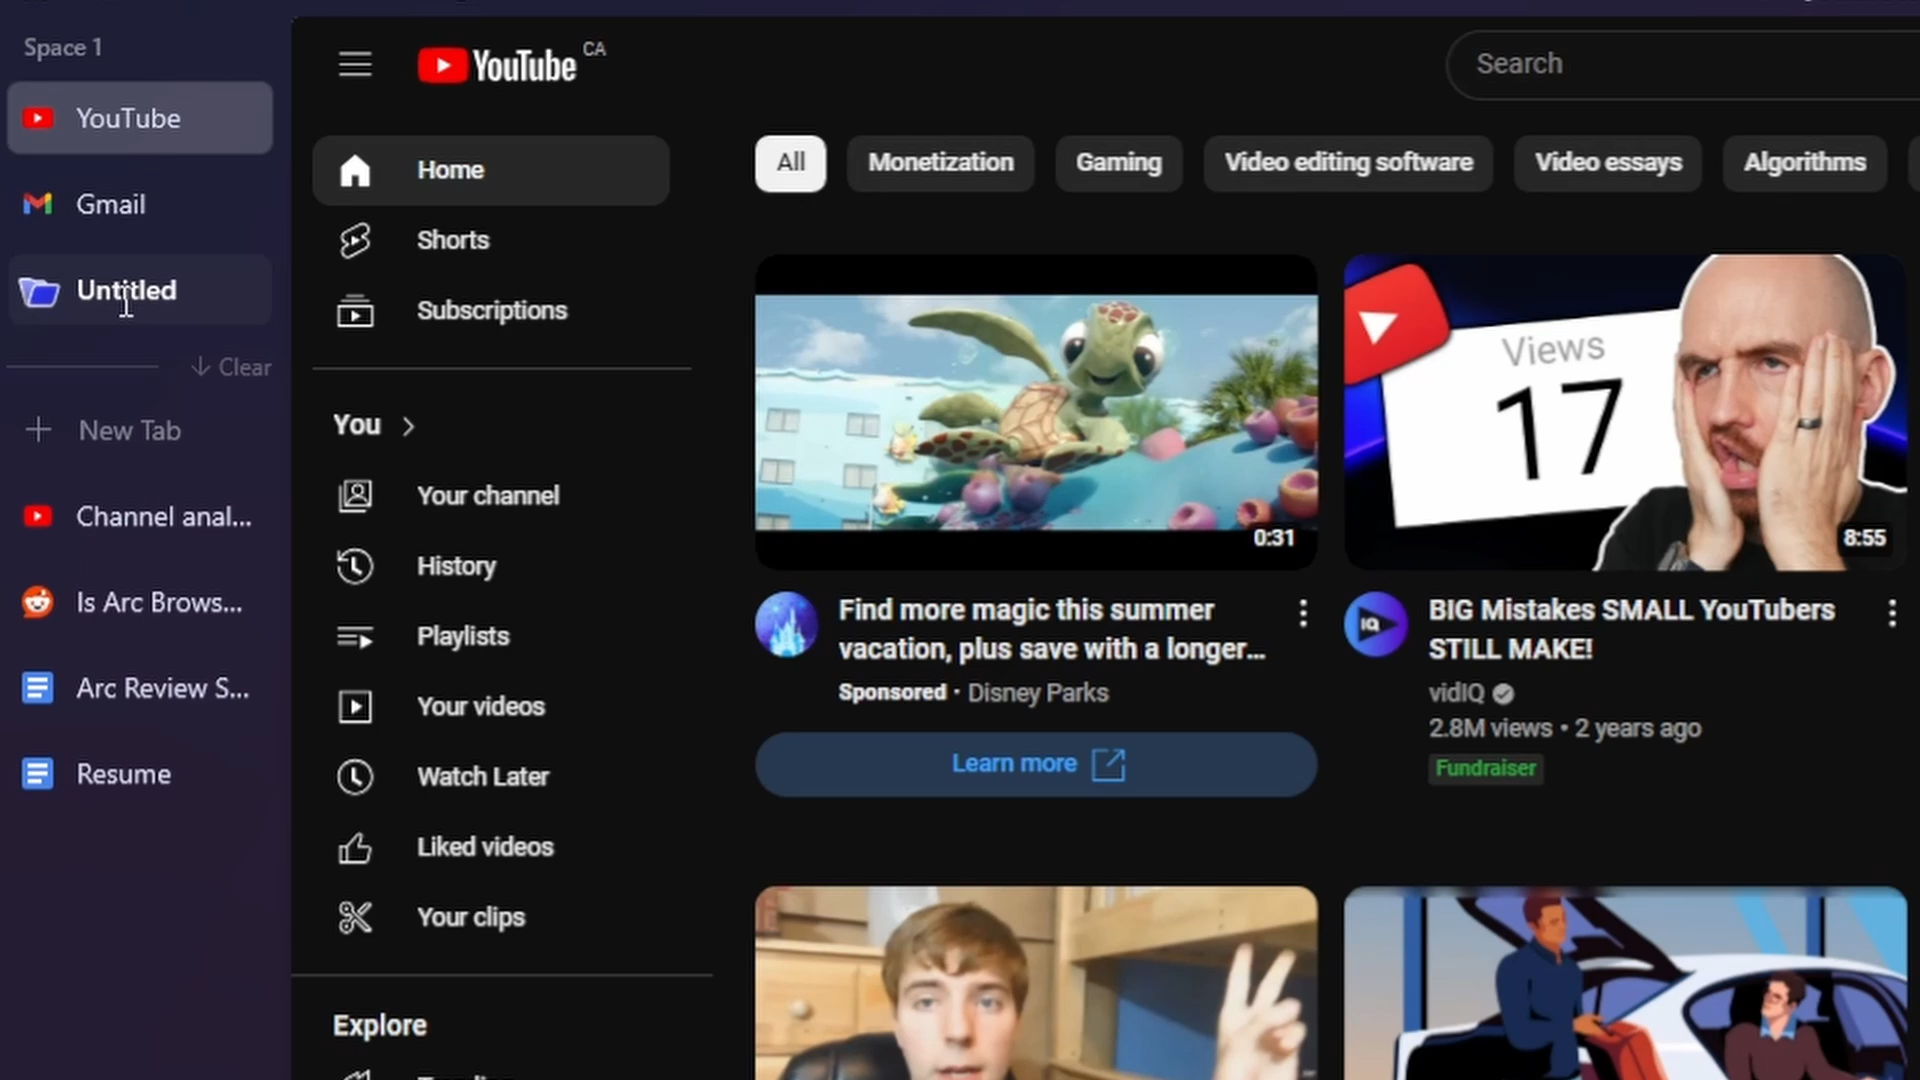 Space 1
YouTube
Gmail
Untitled
Clear
New Tab
Channel anal...
Is Arc Brows...
Arc Review S...
Resume
YouTube CA
Search
Home
Shorts
Subscriptions
You
Your channel
History
Playlists
Your videos
Watch Later
Liked videos
Your clips
Explore
All
Monetization
Gaming
Video editing software
Video essays
Algorithms
0:31
Find more magic this summer
vacation, plus save with a longer...
Sponsored • Disney Parks
Learn more
Views
17
8:55
IQ
BIG Mistakes SMALL YouTubers
STILL MAKE!
vidIQ
2.8M views • 2 years ago
Fundraiser